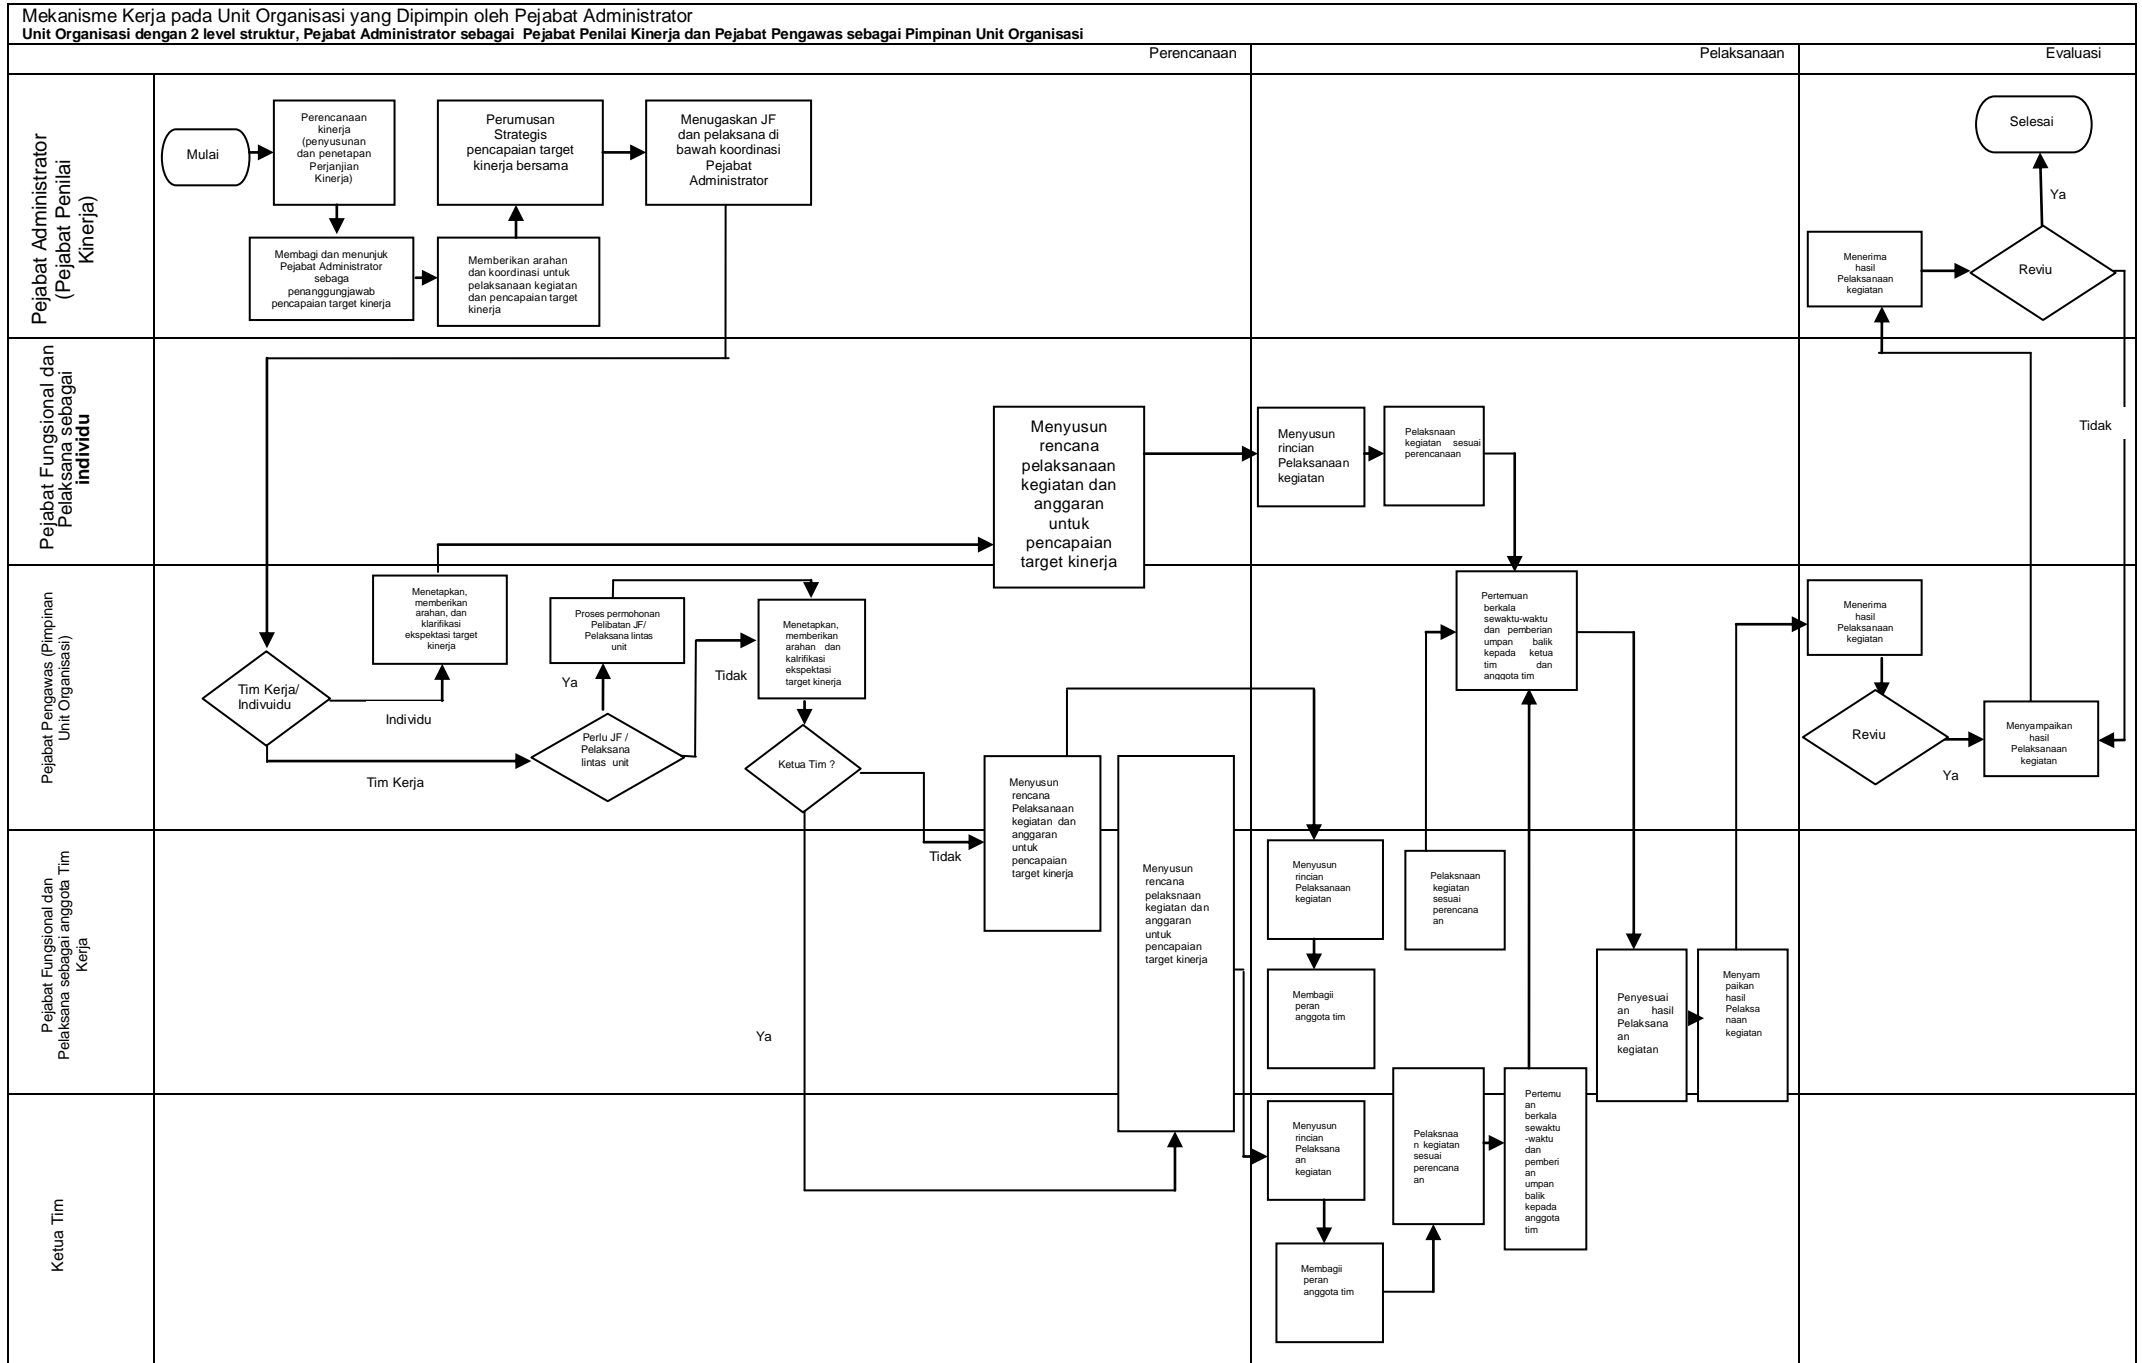 Mekanisme Kerja pada Unit Organisasi yang Dipimpin oleh Pejabat Administrator
Unit Organisasi dengan 2 level struktur, Pejabat Administrator sebagai Pejabat Penilai Kinerja dan Pejabat Pengawas sebagai Pimpinan Unit Organisasi
Perencanaan
Pelaksanaan
Evaluasi
Pejabat Administrator
(Pejabat Penilai
Kinerja)
Mulai
Perencanaan
kinerja
(penyusunan
dan penetapan
Perjanjian
Kinerja)
Perumusan
Strategis
pencapaian target
kinerja bersama
Menugaskan JF
dan pelaksana di
bawah koordinasi
Pejabat
Administrator
Membagi dan menunjuk
Pejabat Administrator
sebaga
penanggungjawab
pencapaian target kinerja
Memberikan arahan
dan koordinasi untuk
pelaksanaan kegiatan
dan pencapaian target
kinerja
Selesai
Ya
Menerima
hasil
Pelaksanaan
kegiatan
Reviu
Tidak
Pejabat Fungsional dan
Pelaksana sebagai
individu
Menyusun
rencana
pelaksanaan
kegiatan dan
anggaran
untuk
pencapaian
target kinerja
Menyusun
rincian
Pelaksanaan
kegiatan
Pelaksnaan
kegiatan sesuai
perencanaan
Pejabat Pengawas (Pimpinan
Unit Organisasi)
Tim Kerja/
Indivuidu
Individu
Tim Kerja
Menetapkan,
memberikan
arahan, dan
klarifikasi
ekspektasi target
kinerja
Proses permohonan
Pelibatan JF/
Pelaksana lintas
unit
Ya
Perlu JF /
Pelaksana
lintas unit
Tidak
Menetapkan,
memberikan
arahan dan
kalrifikasi
ekspektasi
target kinerja
Ketua Tim ?
Tidak
Ya
Menyusun
rencana
Pelaksanaan
kegiatan dan
anggaran
untuk
pencapaian
target kinerja
Menyusun
rencana
pelaksnaan
kegiatan dan
anggaran
untuk
pencapaian
target kinerja
Pertemuan
berkala
sewaktu-waktu
dan pemberian
umpan balik
kepada ketua
tim dan
anggota tim
Menerima
hasil
Pelaksanaan
kegiatan
Reviu
Ya
Menyampaikan
hasil
Pelaksanaan
kegiatan
Pejabat Fungsional dan
Pelaksana sebagai anggota Tim
Kerja
Menyusun
rincian
Pelaksanaan
kegiatan
Membagii
peran
anggota tim
Pelaksnaan
kegiatan
sesuai
perencana
an
Penyesuai
an hasil
Pelaksana
an
kegiatan
Menyam
paikan
hasil
Pelaksa
naan
kegiatan
Ketua Tim
Menyusun
rincian
Pelaksana
an
kegiatan
Membagii
peran
anggota tim
Pelaksnaa
n kegiatan
sesuai
perencana
an
Pertemu
an
berkala
sewaktu
-waktu
dan
pemberi
an
umpan
balik
kepada
anggota
tim